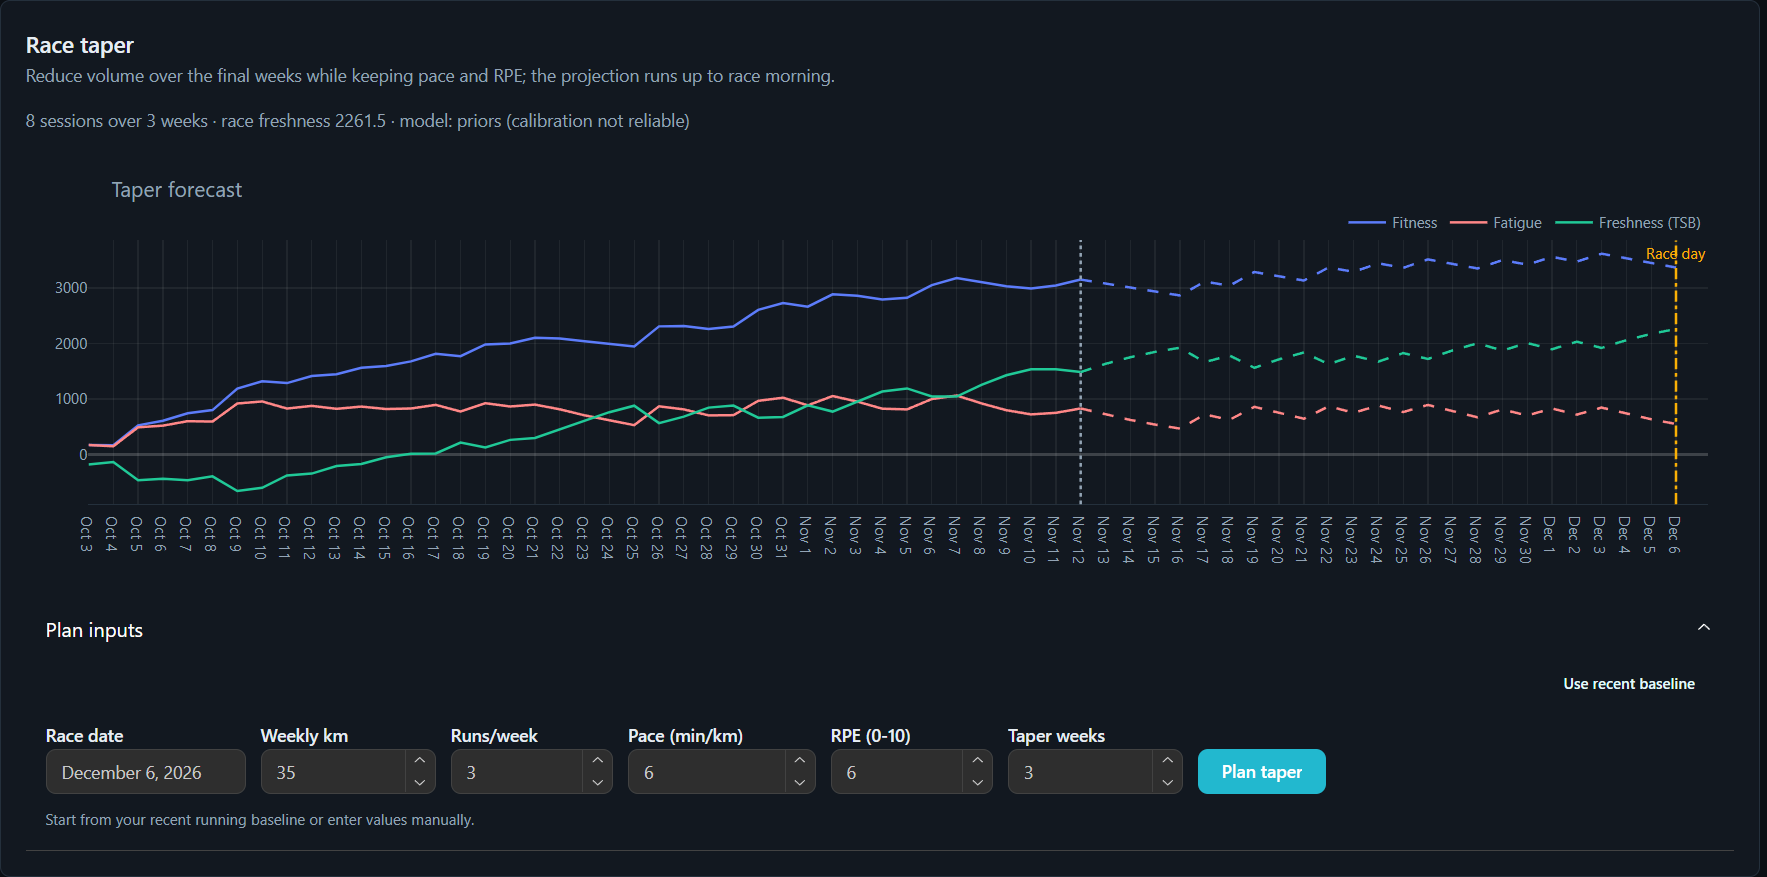 Race taper
Reduce volume over the final weeks while keeping pace and RPE; the projection runs up to race morning.
8 sessions over 3 weeks · race freshness 2261.5 · model: priors (calibration not reliable)
Taper forecast
Fitness Fatigue Freshness (TSB)
Race day
3000
2000
1000
0
Oct 3 Oct 4 Oct 5 Oct 6 Oct 7 Oct 8 Oct 9 Oct 10 Oct 11 Oct 12 Oct 13 Oct 14 Oct 15 Oct 16 Oct 17 Oct 18 Oct 19 Oct 20 Oct 21 Oct 22 Oct 23 Oct 24 Oct 25 Oct 26 Oct 27 Oct 28 Oct 29 Oct 30 Oct 31 Nov 1 Nov 2 Nov 3 Nov 4 Nov 5 Nov 6 Nov 7 Nov 8 Nov 9 Nov 10 Nov 11 Nov 12 Nov 13 Nov 14 Nov 15 Nov 16 Nov 17 Nov 18 Nov 19 Nov 20 Nov 21 Nov 22 Nov 23 Nov 24 Nov 25 Nov 26 Nov 27 Nov 28 Nov 29 Nov 30 Dec 1 Dec 2 Dec 3 Dec 4 Dec 5 Dec 6
Plan inputs
Use recent baseline
Race date Weekly km Runs/week Pace (min/km) RPE (0-10) Taper weeks
December 6, 2026 35 3 6 6 3 Plan taper
Start from your recent running baseline or enter values manually.